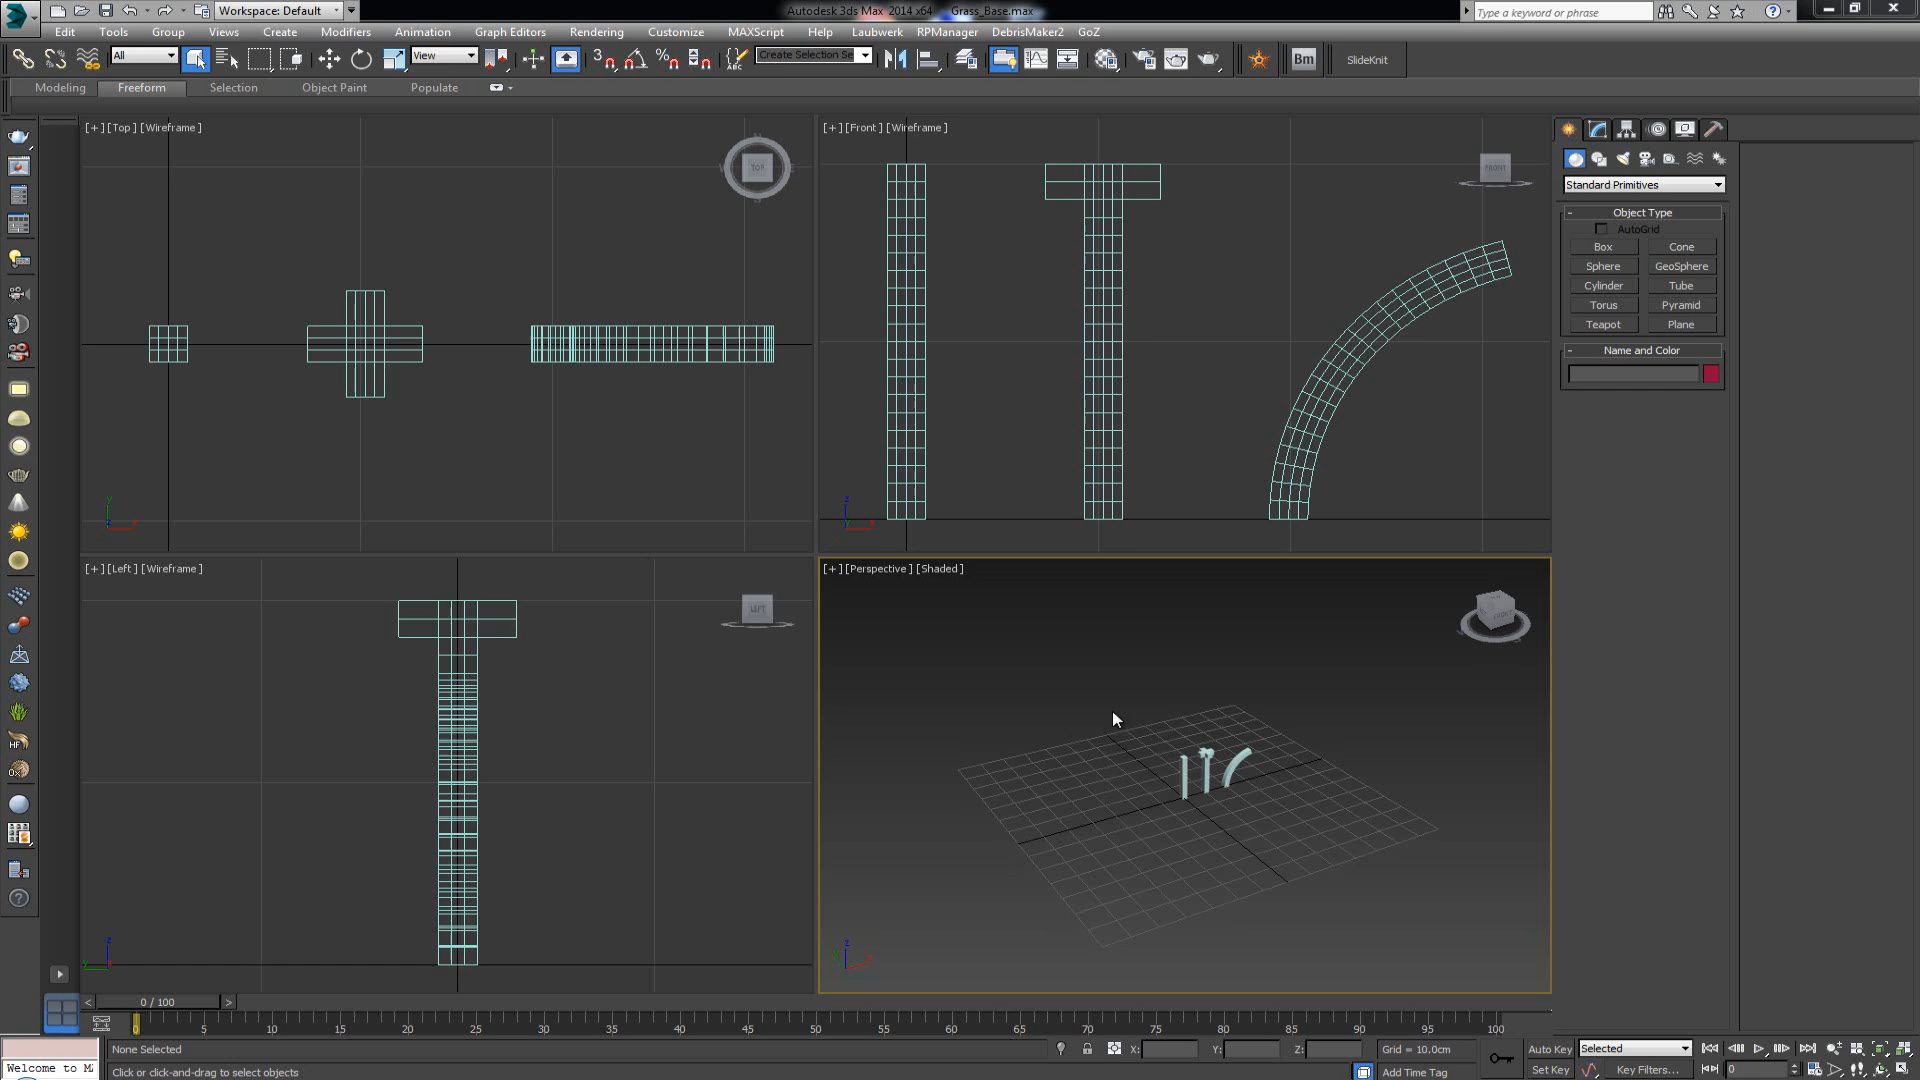 Workspace: Default
Autodesk 3ds Max 2014 x64 Grass_Base.max
Type a keyword or phrase
Edit Tools Group Views Create Modifiers Animation Graph Editors Rendering Customize MAXScript Help Laubwerk RPManager DebrisMaker2 GoZ
All View Create Selection Se Bm SlideKnit
Modeling Freeform Selection Object Paint Populate
[+] [Top] [Wireframe]
TOP
[+] [Front] [Wireframe]
FRONT
Standard Primitives
Object Type
AutoGrid
Box Cone
Sphere GeoSphere
Cylinder Tube
Torus Pyramid
Teapot Plane
Name and Color
[+] [Left] [Wireframe]
LEFT
[+] [Perspective] [Shaded]
FRONT
HF
Ox
0 / 100
0 5 10 15 20 25 30 35 40 45 50 55 60 65 70 75 80 85 90 95 100
None Selected X: Y: Z: Grid = 10.0cm Auto Key Selected
Welcome to M Click or click-and-drag to select objects Add Time Tag Set Key Key Filters... 0